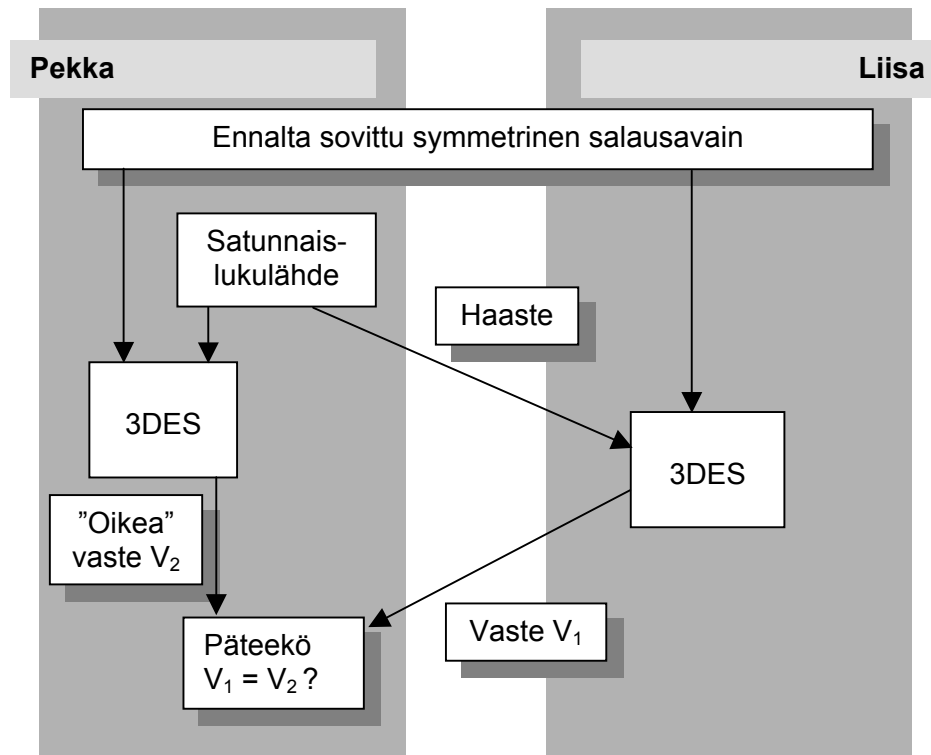 Pekka
Liisa
Ennalta sovittu symmetrinen salausavain
Satunnais-
lukulähde
Haaste
3DES
3DES
”Oikea”
vaste V₂
Vaste V₁
Päteekö
V₁ = V₂ ?